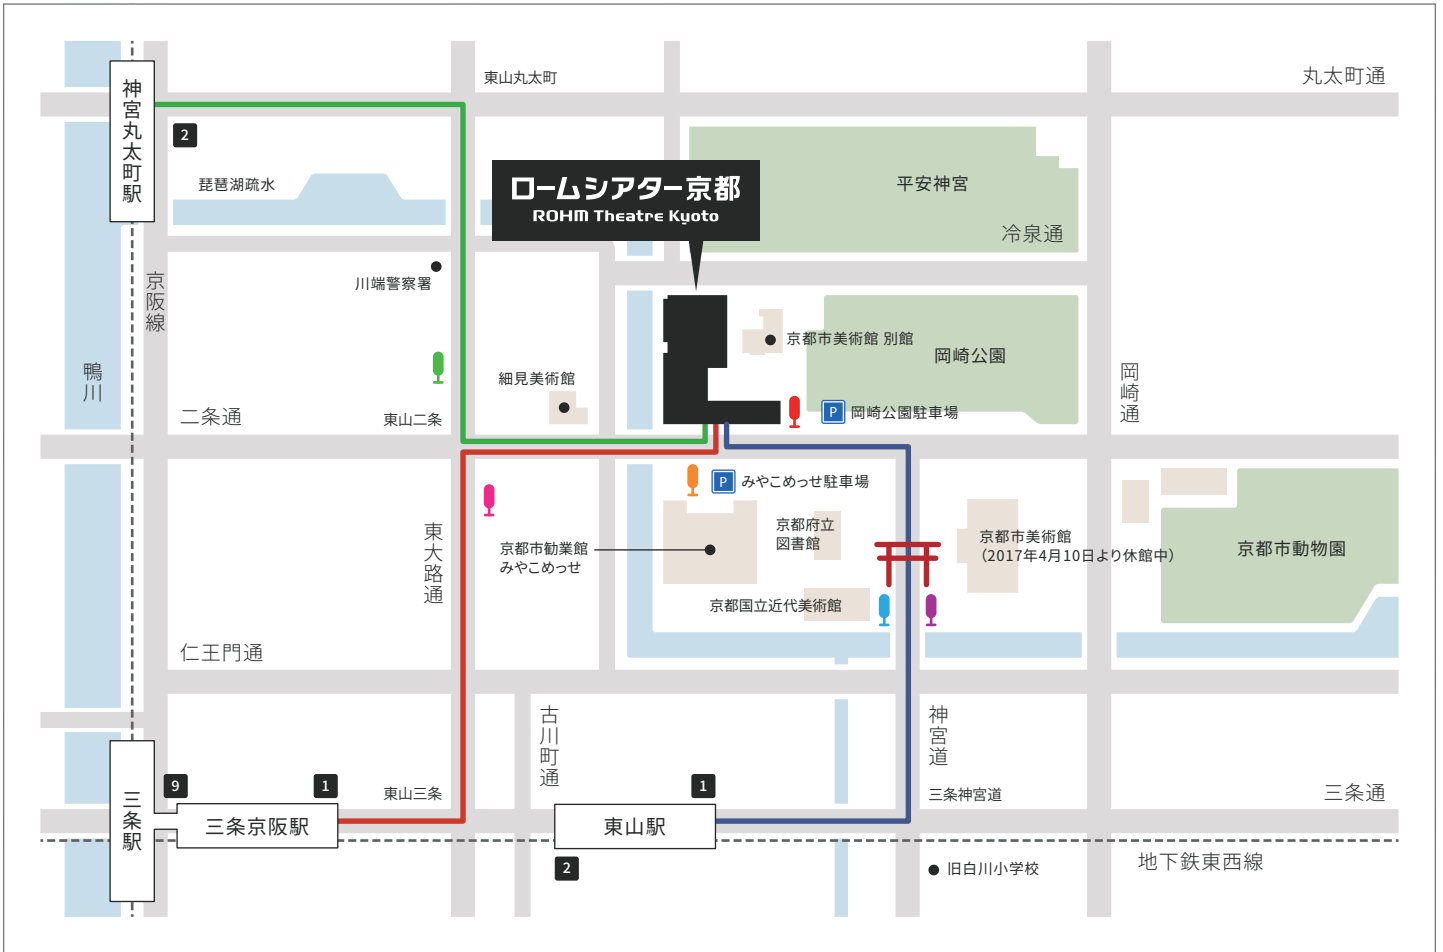 東山丸太町
丸太町通
神宮丸太町駅
2
琵琶湖疏水
ロームシアター京都
ROHM Theatre Kyoto
平安神宮
冷泉通
京阪線
川端警察署
京都市美術館 別館
岡崎公園
鴨川
細見美術館
岡崎通
二条通
東山二条
P
岡崎公園駐車場
P
みやこめっせ駐車場
東大路通
京都市勧業館
みやこめっせ
京都府立
図書館
京都市美術館
（2017年4月10日より休館中）
京都市動物園
京都国立近代美術館
仁王門通
古川町通
神宮道
三条駅
9
1
東山三条
1
三条神宮道
三条通
三条京阪駅
東山駅
2
旧白川小学校
地下鉄東西線